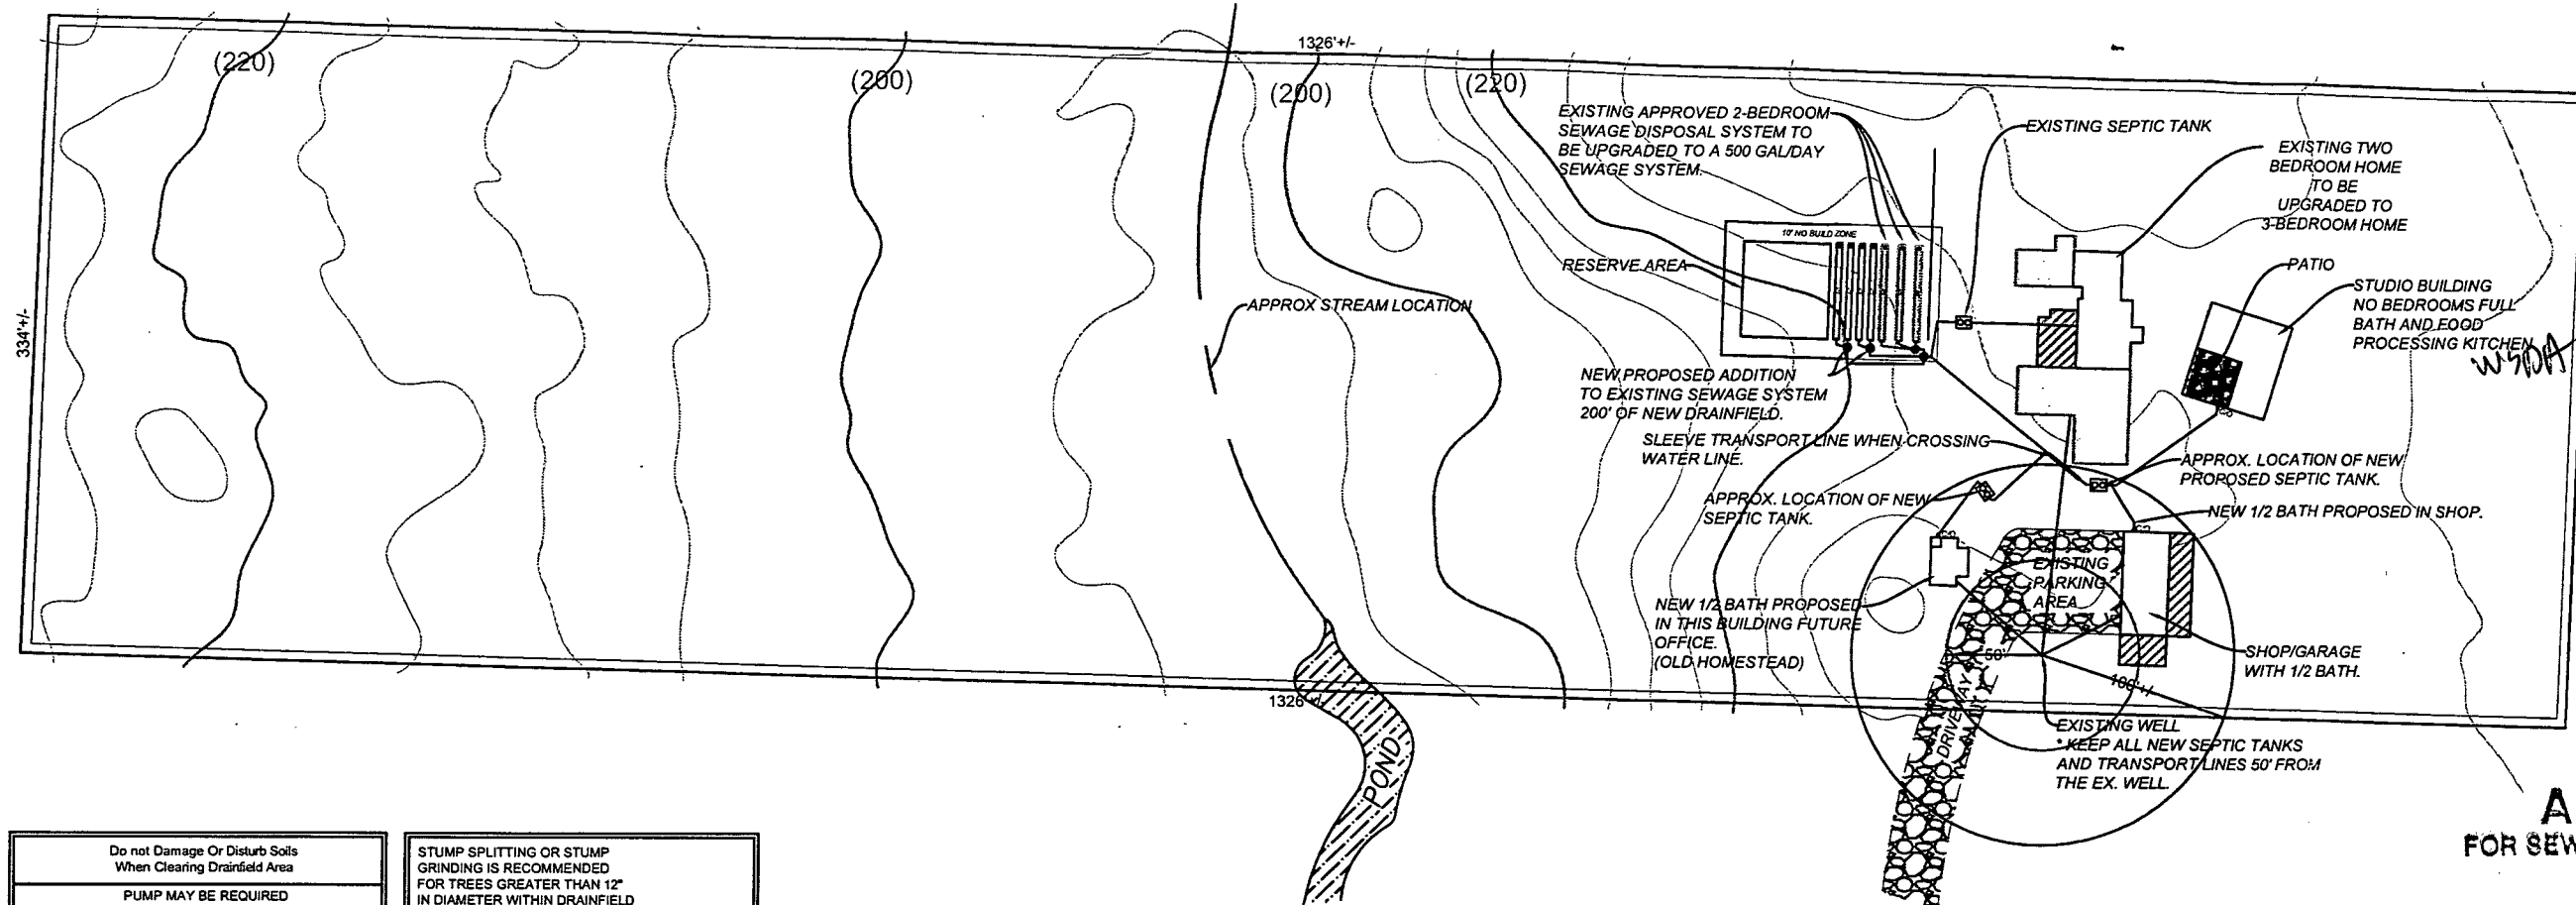 1326'+/-
(220)
(200)
(200)
(220)
334'+/-
EXISTING APPROVED 2-BEDROOM
SEWAGE DISPOSAL SYSTEM TO
BE UPGRADED TO A 500 GAL/DAY
SEWAGE SYSTEM.
EXISTING SEPTIC TANK
EXISTING TWO
BEDROOM HOME
TO BE
UPGRADED TO
3-BEDROOM HOME
10' NO BUILD ZONE
RESERVE AREA
PATIO
STUDIO BUILDING
NO BEDROOMS FULL
BATH AND FOOD
PROCESSING KITCHEN
WSDA
APPROX STREAM LOCATION
NEW PROPOSED ADDITION
TO EXISTING SEWAGE SYSTEM
200' OF NEW DRAINFIELD.
SLEEVE TRANSPORT LINE WHEN CROSSING
WATER LINE.
APPROX. LOCATION OF NEW
PROPOSED SEPTIC TANK.
APPROX. LOCATION OF NEW
SEPTIC TANK.
NEW 1/2 BATH PROPOSED IN SHOP.
EXISTING
PARKING
AREA
NEW 1/2 BATH PROPOSED
IN THIS BUILDING FUTURE
OFFICE.
(OLD HOMESTEAD)
50'
100'+/-
SHOP/GARAGE
WITH 1/2 BATH.
DRIVEWAY
1326'+/-
EXISTING WELL
* KEEP ALL NEW SEPTIC TANKS
AND TRANSPORT LINES 50' FROM
THE EX. WELL.
POND
A
FOR SEW
Do not Damage Or Disturb Soils
When Clearing Drainfield Area
PUMP MAY BE REQUIRED
STUMP SPLITTING OR STUMP
GRINDING IS RECOMMENDED
FOR TREES GREATER THAN 12"
IN DIAMETER WITHIN DRAINFIELD